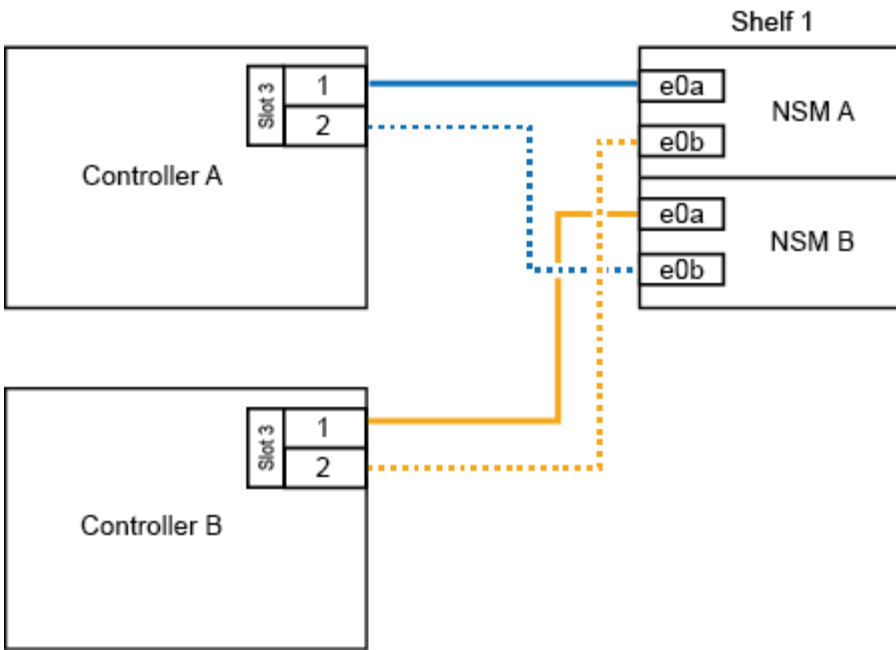 Shelf 1
Controller A
Slot 3
1
2
e0a
e0b
NSM A
e0a
e0b
NSM B
Controller B
Slot 3
1
2